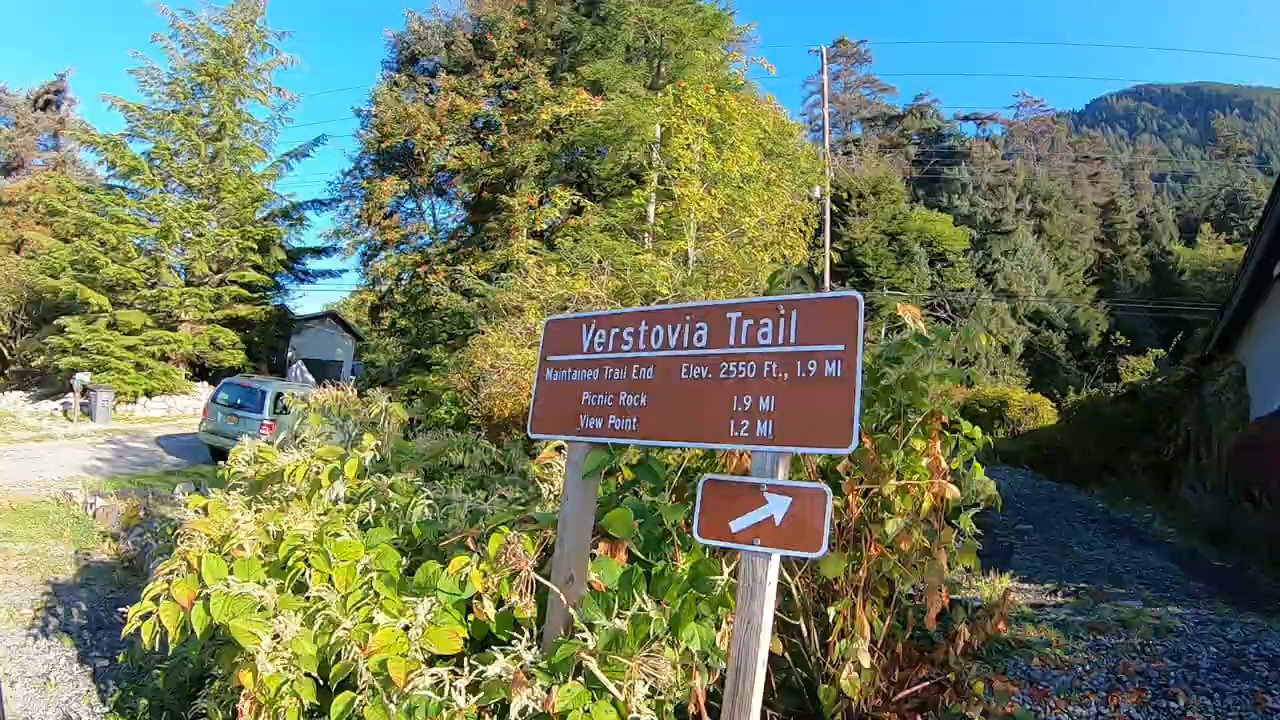 Verstovia Trail
Maintained Trail End Elev. 2550 Ft., 1.9 MI
Picnic Rock 1.9 MI
View Point 1.2 MI